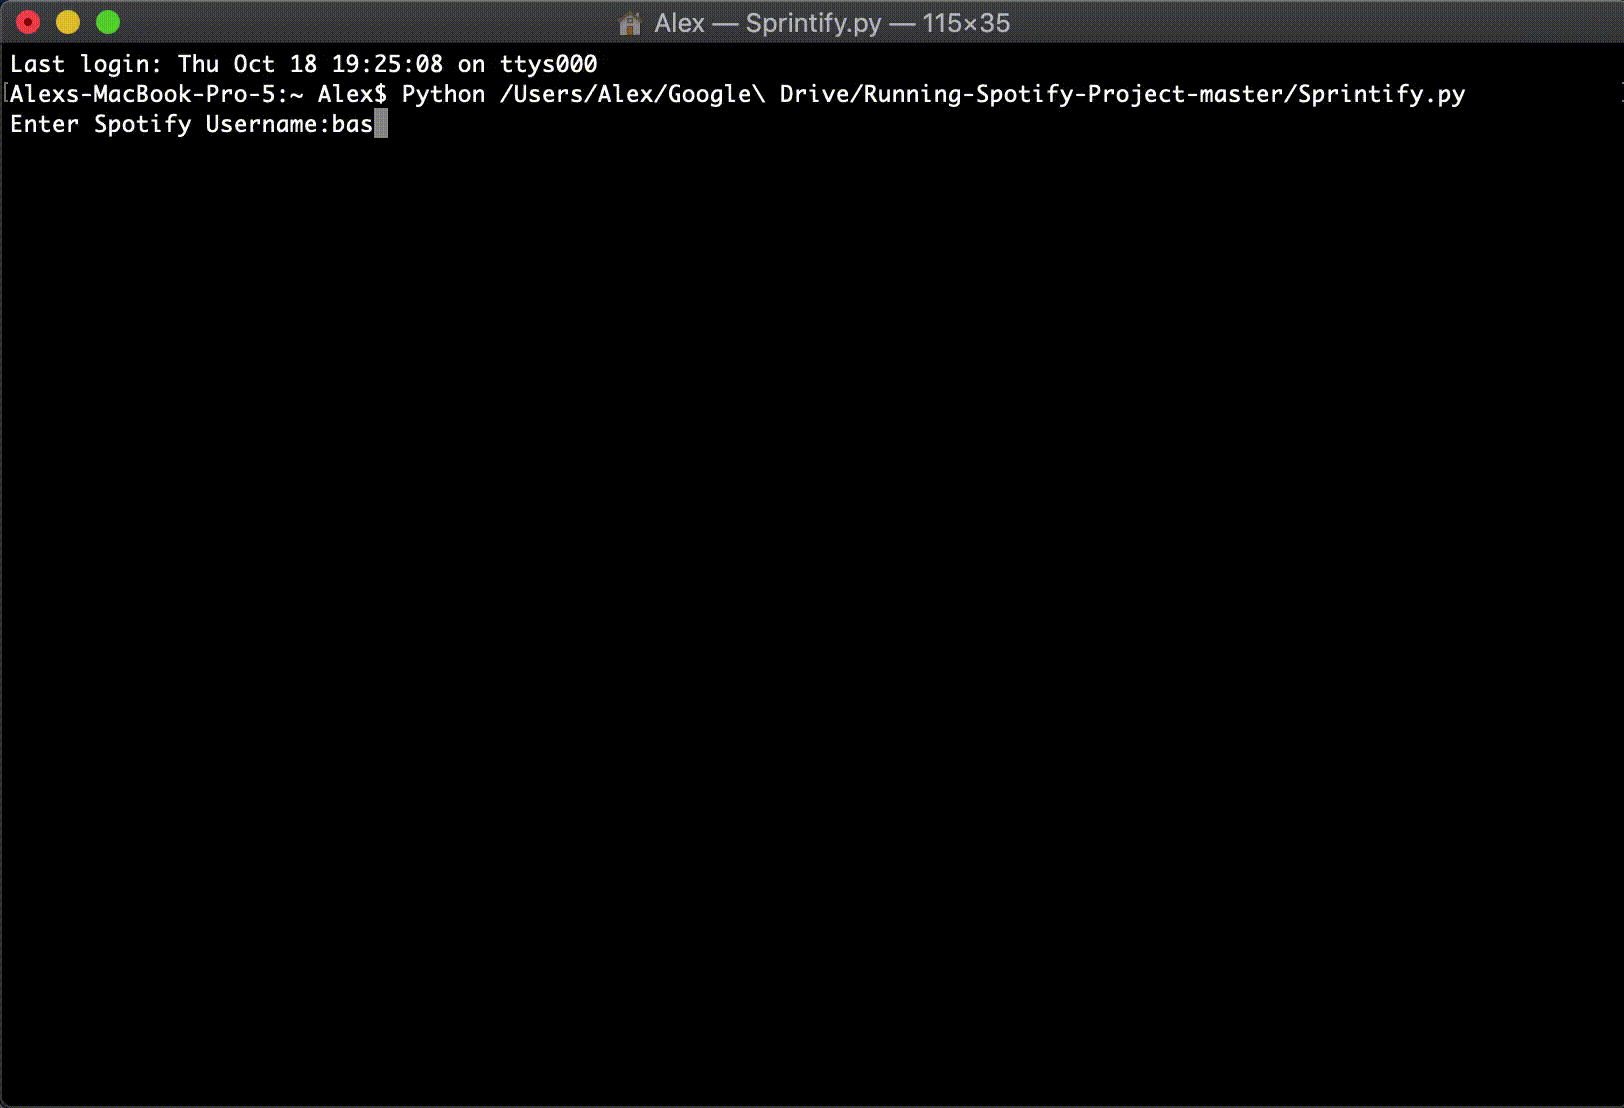 Alex — Sprintify.py — 115×35
Last login: Thu Oct 18 19:25:08 on ttys000
[Alexs-MacBook-Pro-5:~ Alex$ Python /Users/Alex/Google\ Drive/Running-Spotify-Project-master/Sprintify.py
Enter Spotify Username:bas